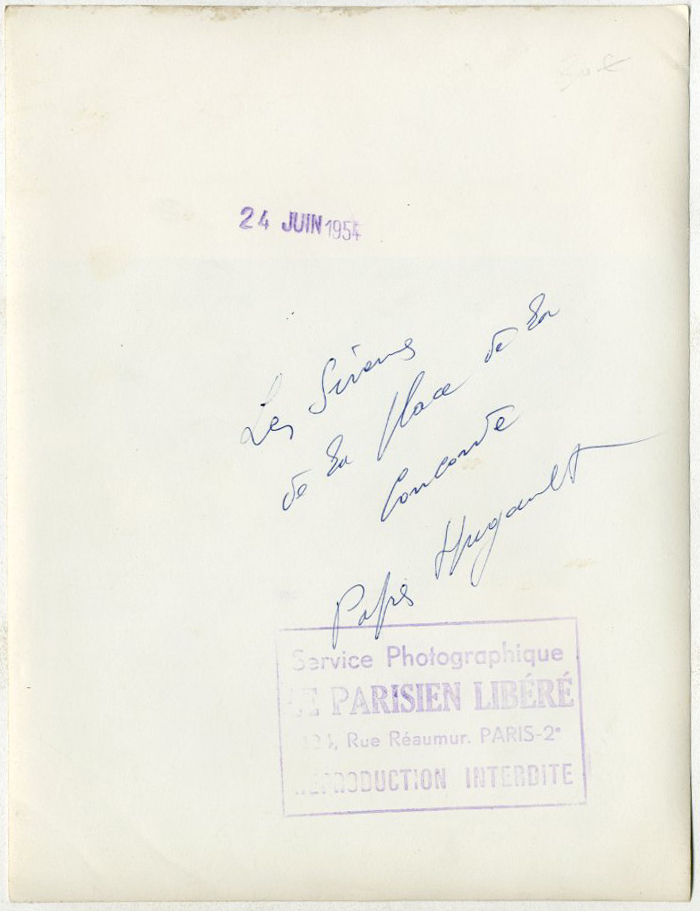 24 JUIN 1954
Les Sirènes
de la Place de la
Concorde
Hugault
Service Photographique
LE PARISIEN LIBÉRÉ
124, Rue Réaumur. PARIS-2e
REPRODUCTION INTERDITE